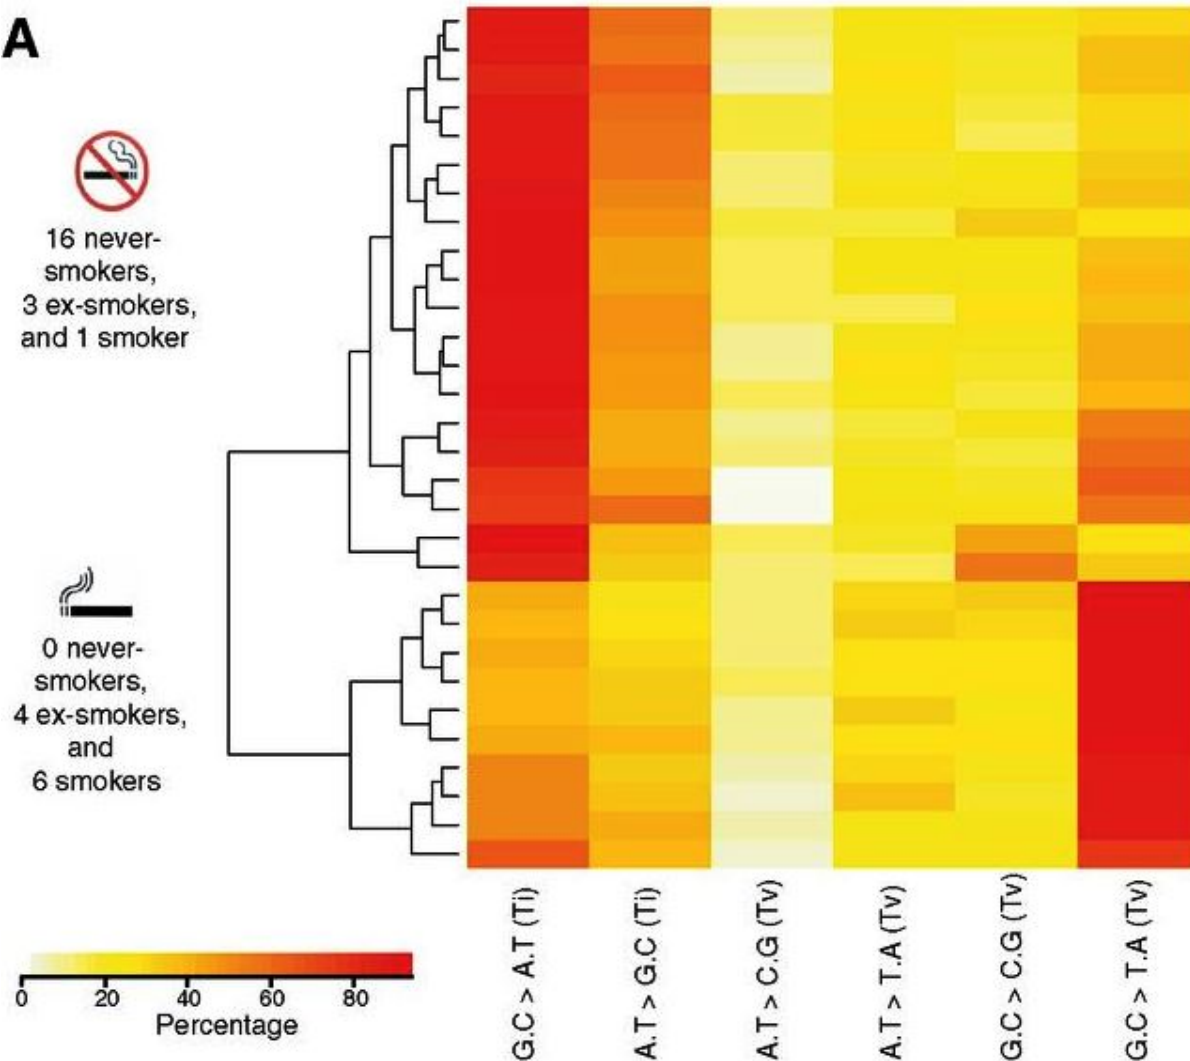 A
16 never-
smokers,
3 ex-smokers,
and 1 smoker
0 never-
smokers,
4 ex-smokers,
and
6 smokers
0 20 40 60 80
Percentage
G.C > A.T (Ti)
A.T > G.C (Ti)
A.T > C.G (Tv)
A.T > T.A (Tv)
G.C > C.G (Tv)
G.C > T.A (Tv)